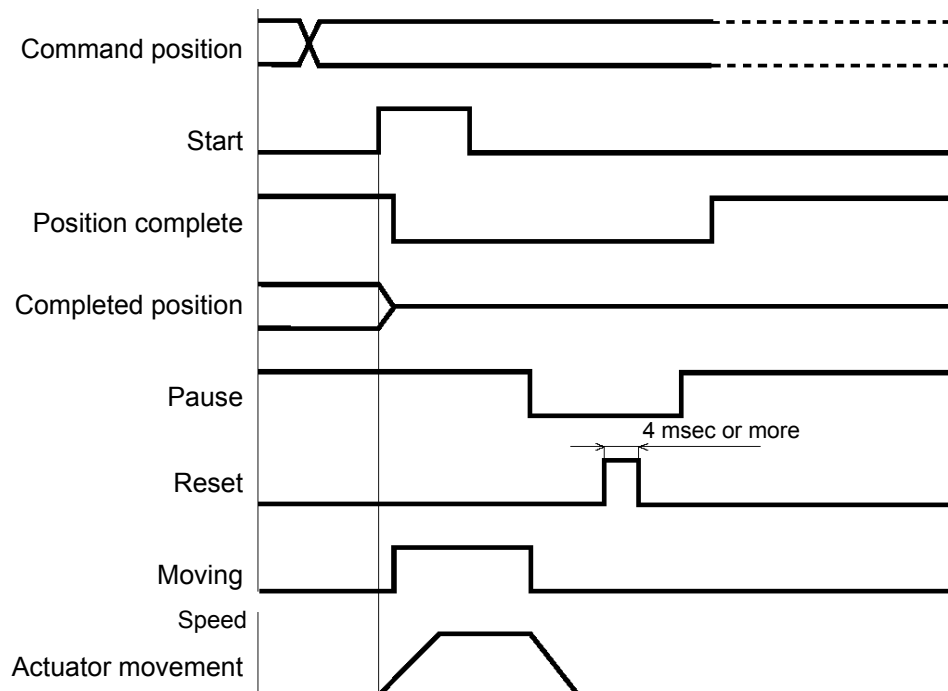 Command position
Start
Position complete
Completed position
Pause
4 msec or more
Reset
Moving
Speed
Actuator movement